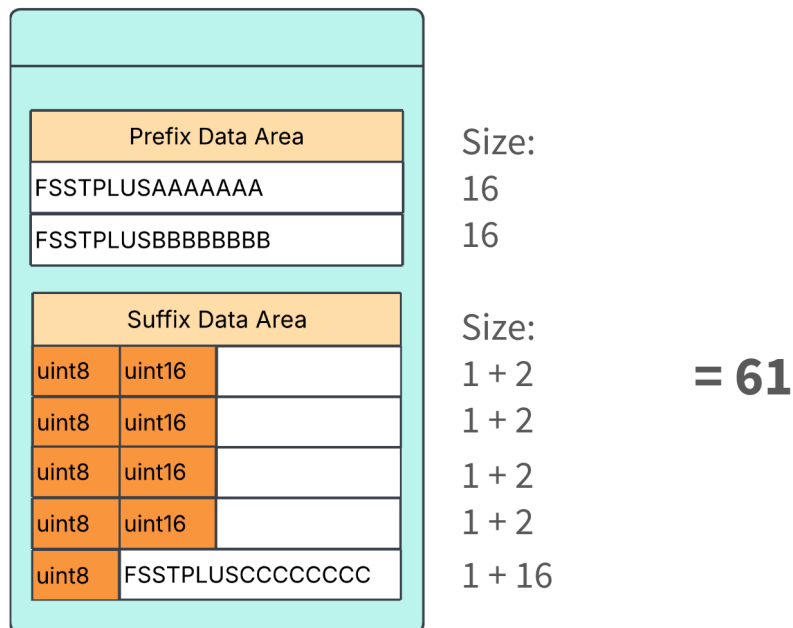 Prefix Data Area
FSSTPLUSAAAAAAA
FSSTPLUSBBBBBBBB
Size:
16
16
Suffix Data Area
uint8 uint16
uint8 uint16
uint8 uint16
uint8 uint16
uint8 FSSTPLUSCCCCCCCC
Size:
1 + 2
1 + 2
1 + 2
1 + 2
1 + 16
= 61